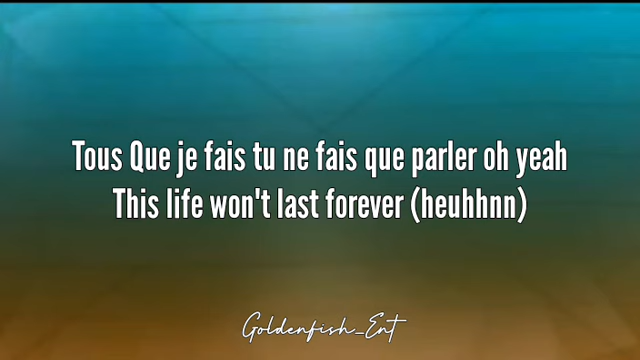 Tous Que je fais tu ne fais que parler oh yeah
This life won't last forever (heuhhnn)
Goldenfish_Ent